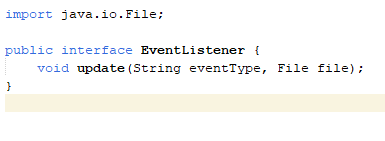 import java.io.File;
public interface EventListener {
    void update(String eventType, File file);
}